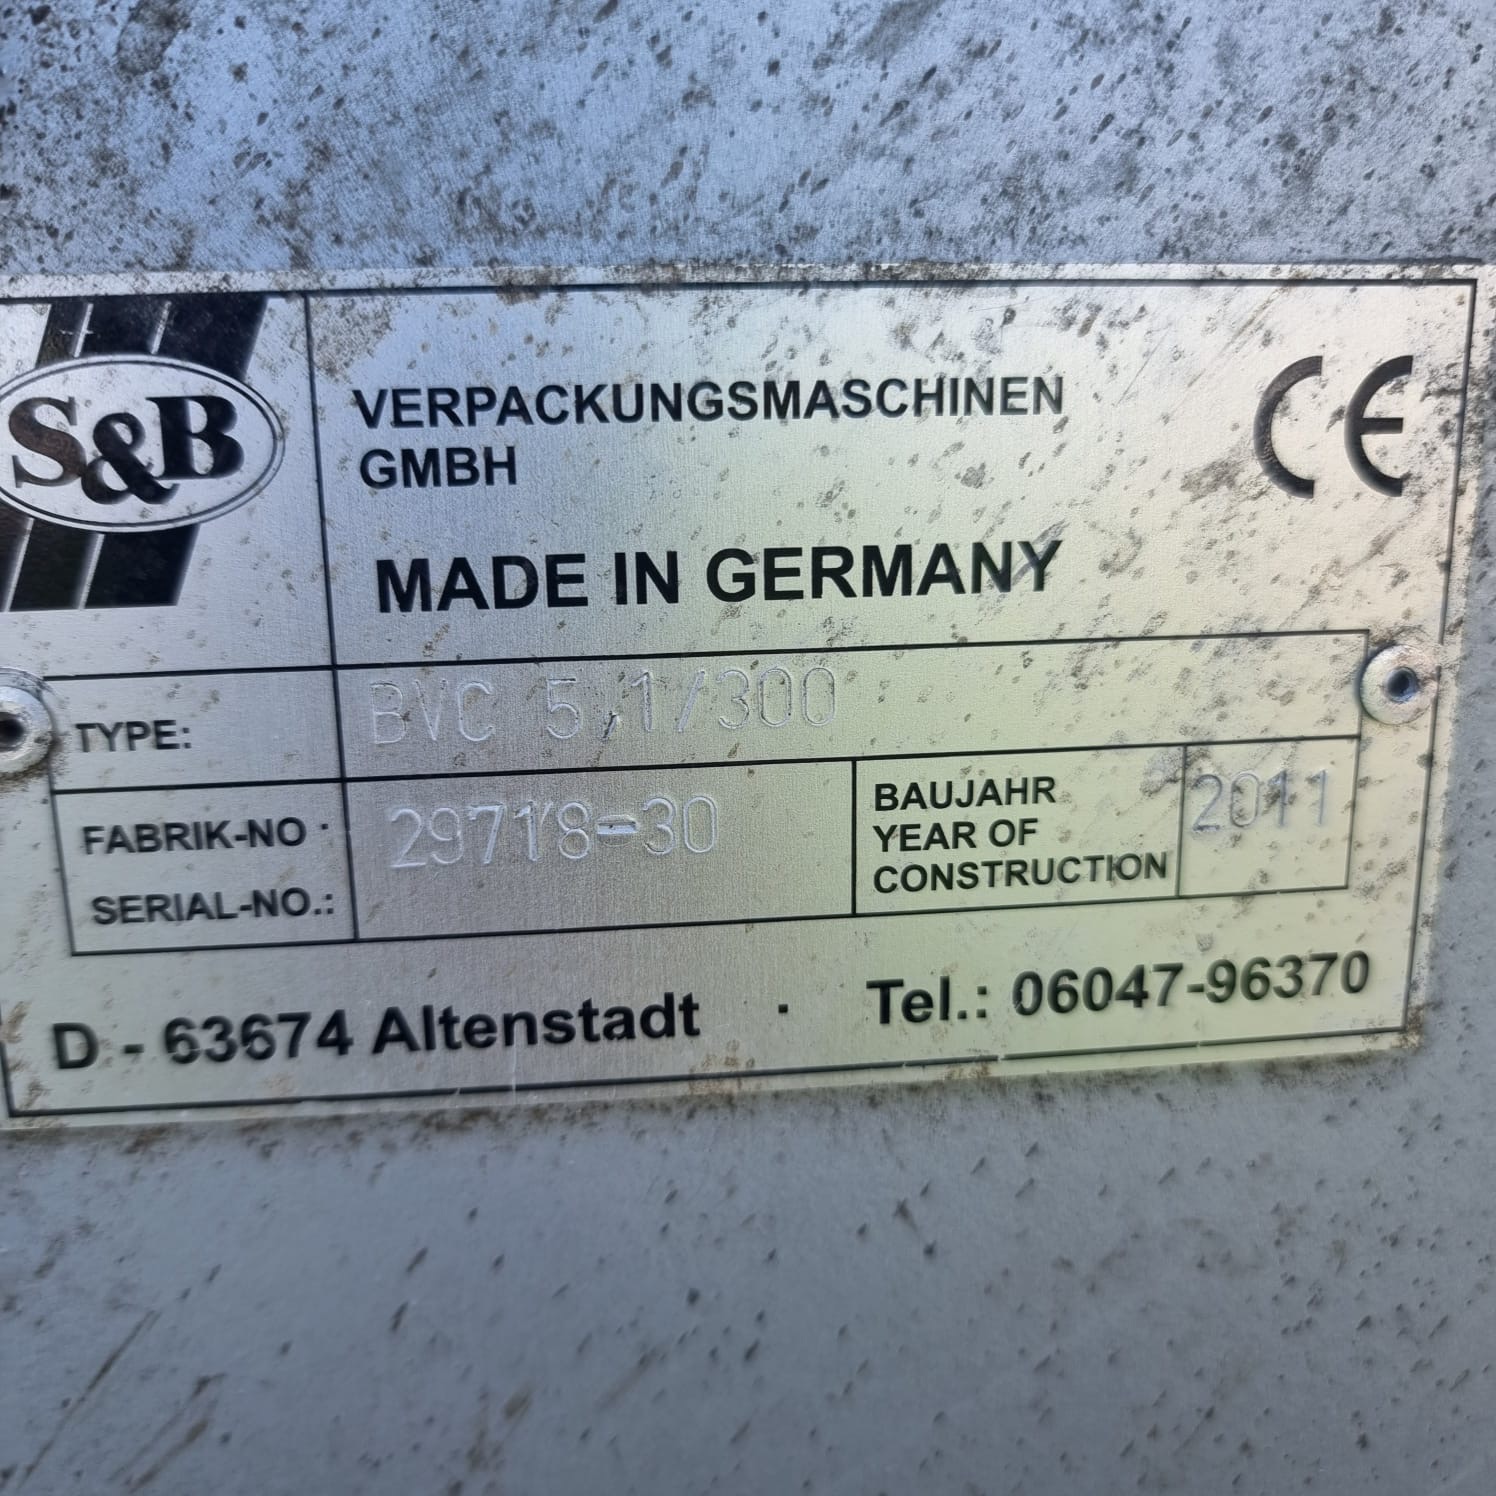 S&B
VERPACKUNGSMASCHINEN
GMBH
CE
MADE IN GERMANY
TYPE: BVC 5,1/300
FABRIK-NO · 29718-30
SERIAL-NO.:
BAUJAHR
YEAR OF
CONSTRUCTION
2011
D - 63674 Altenstadt · Tel.: 06047-96370